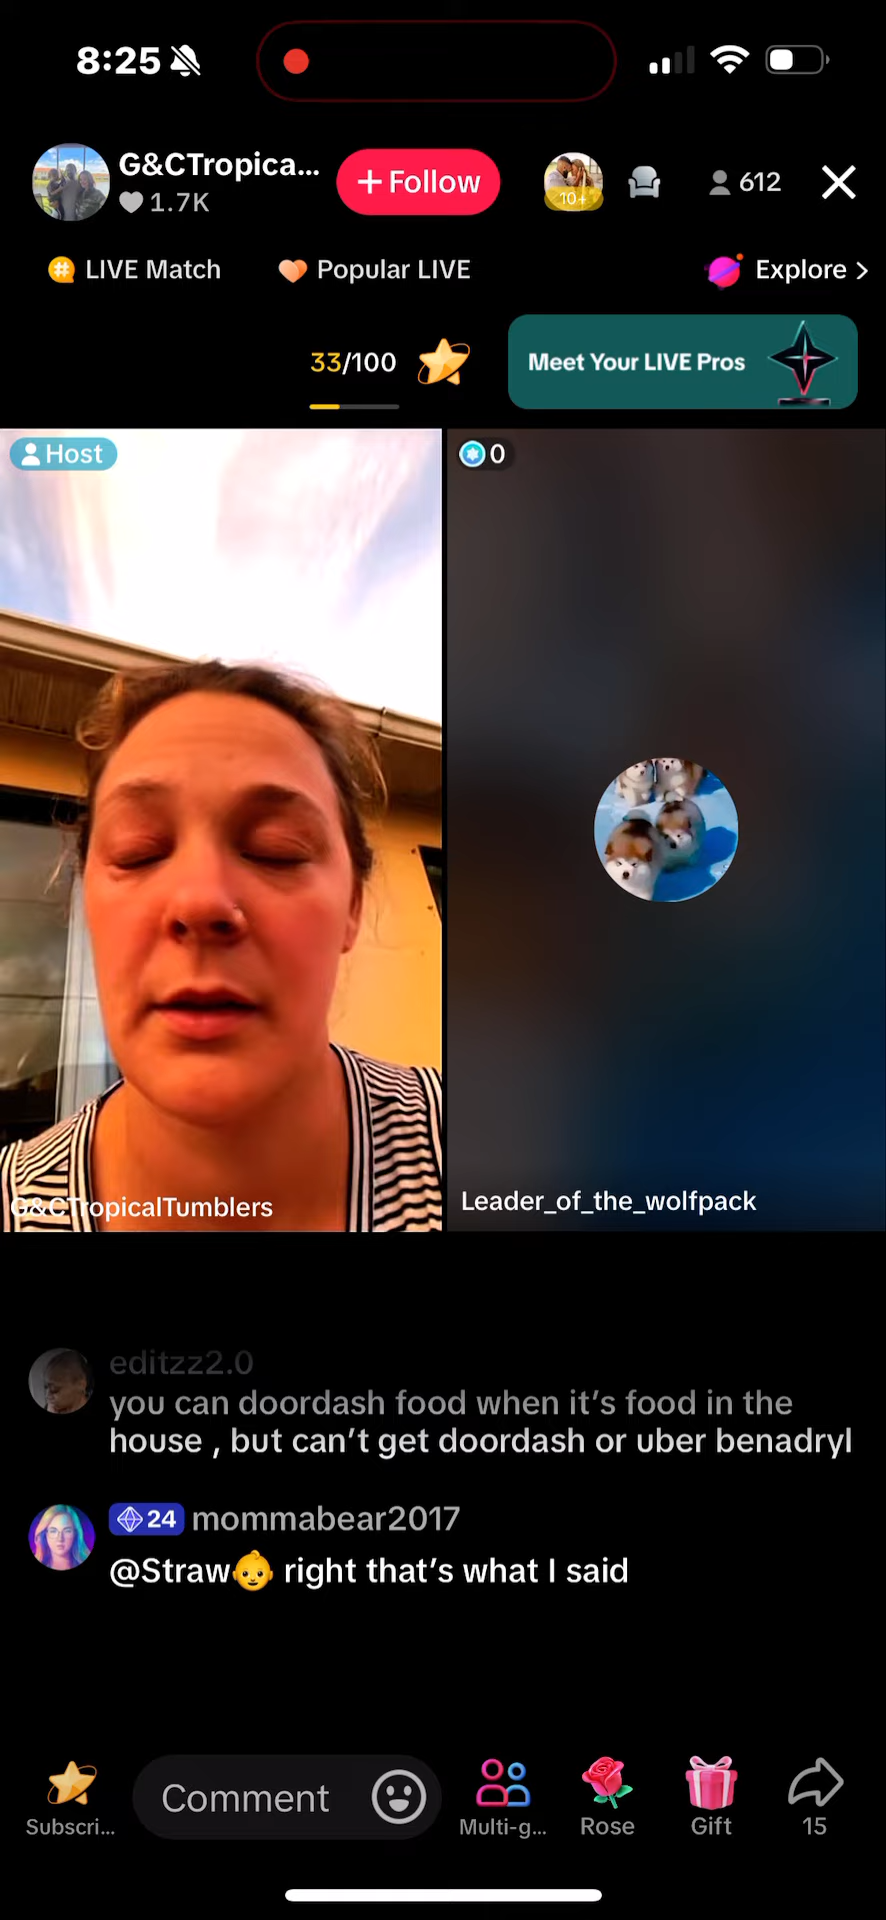 8:25
G&CTropica...
1.7K
+ Follow
10+
612
LIVE Match
Popular LIVE
Explore >
33/100
Meet Your LIVE Pros
Host
0
G&CTropicalTumblers
Leader_of_the_wolfpack
editzz2.0
you can doordash food when it’s food in the
house , but can’t get doordash or uber benadryl
24 mommabear2017
@Straw👶 right that’s what I said
Subscri...
Comment
Multi-g...
Rose
Gift
15